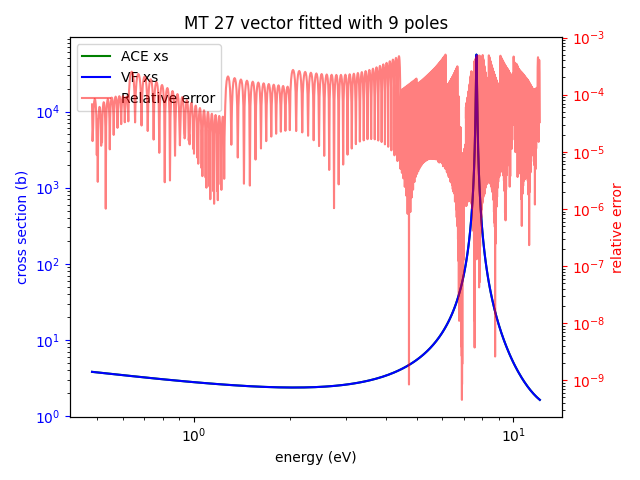 MT 27 vector fitted with 9 poles
ACE xs
VF xs
Relative error
cross section (b)
10⁴
10³
10²
10¹
10⁰
10⁻³
10⁻⁴
10⁻⁵
10⁻⁶
10⁻⁷
10⁻⁸
10⁻⁹
relative error
10⁰
10¹
energy (eV)